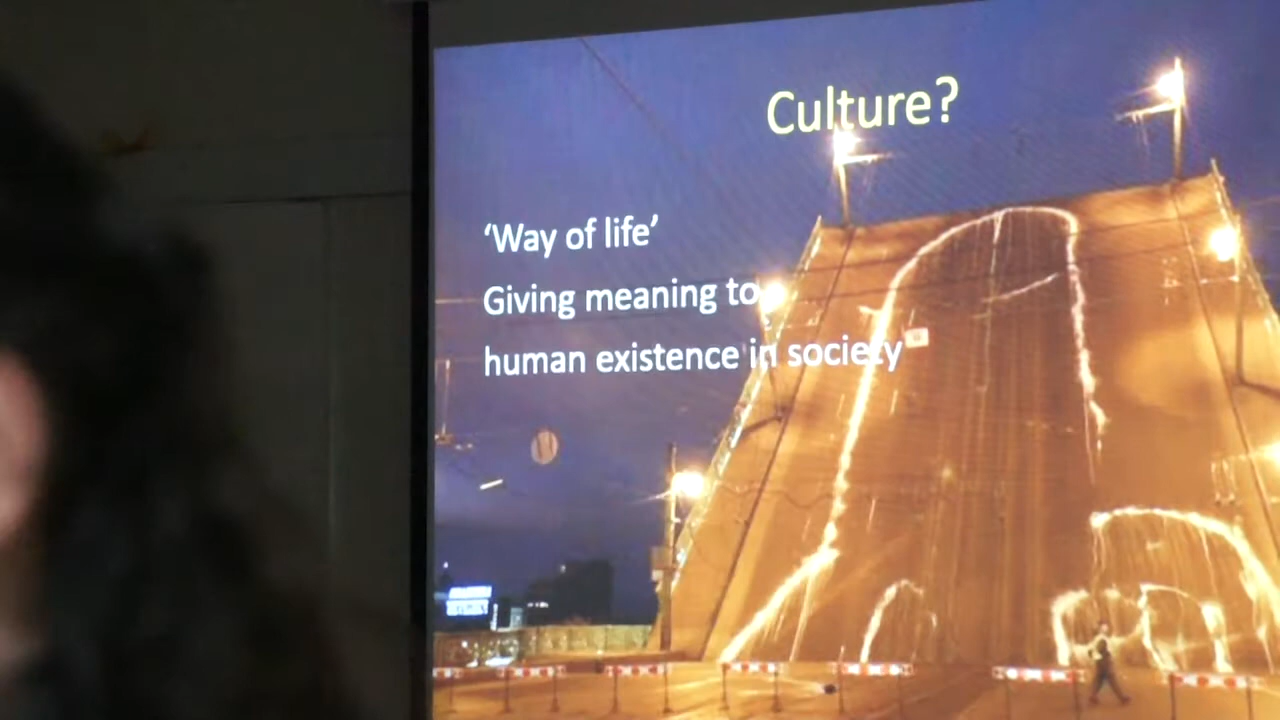 Culture?
‘Way of life’
Giving meaning to
human existence in society